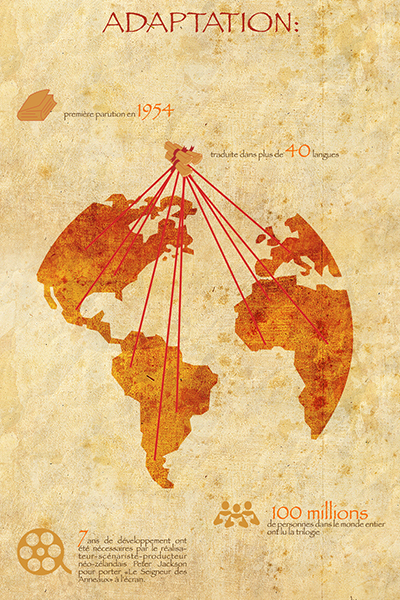 ADAPTATION:
première parution en 1954
traduite dans plus de 40 langues
7 ans de développement ont
été nécessaires par le réalisa-
teur-scénariste-producteur
néo-zélandais Peter Jackson
pour porter «Le Seigneur des
Anneaux» à l'écran.
100 millions
de personnes dans le monde entier
ont lu la trilogie